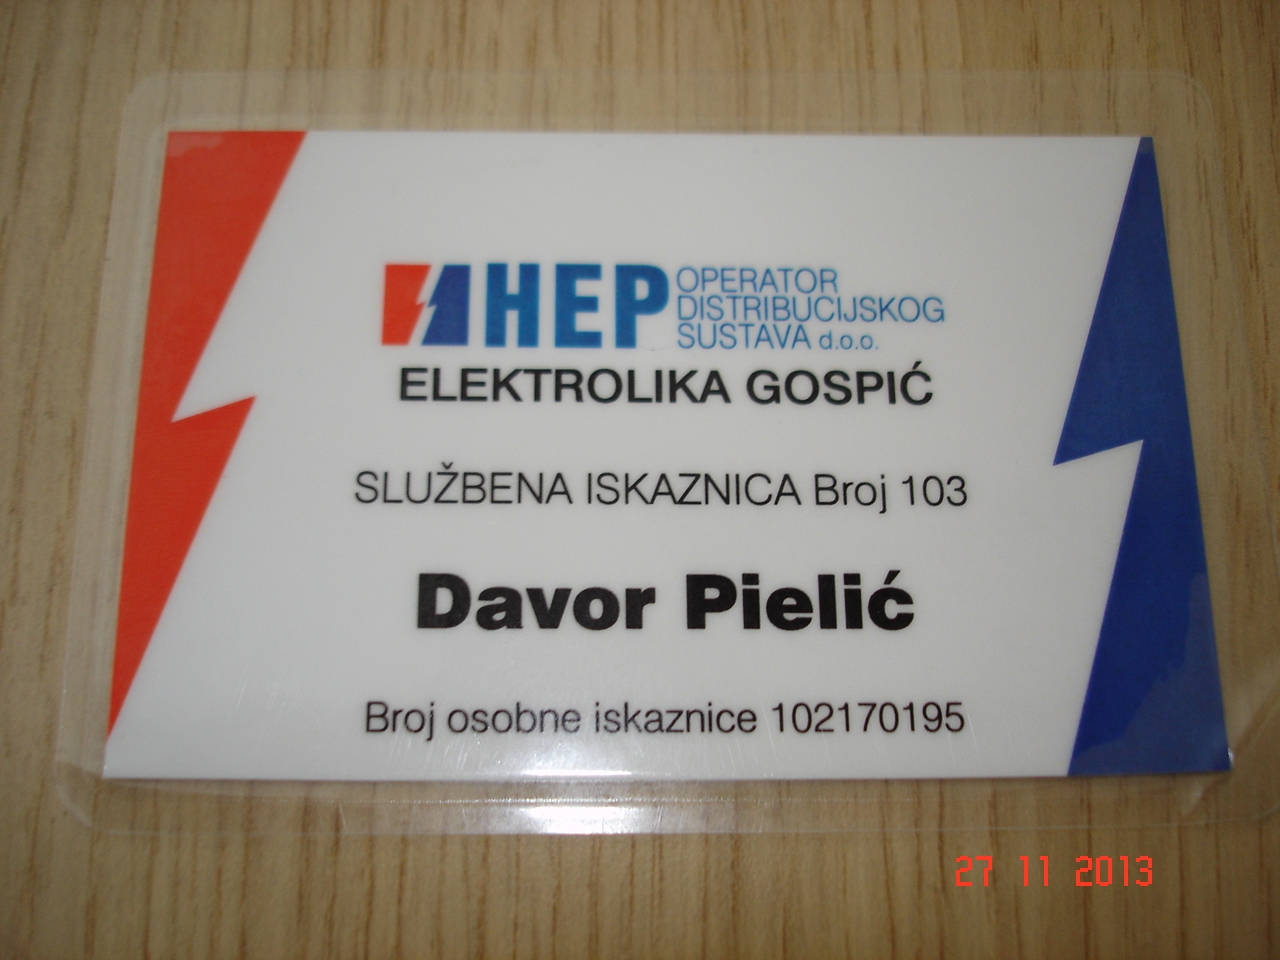 HEP OPERATOR
DISTRIBUCIJSKOG
SUSTAVA d.o.o.
ELEKTROLIKA GOSPIĆ
SLUŽBENA ISKAZNICA Broj 103
Davor Pielić
Broj osobne iskaznice 102170195
27 11 2013